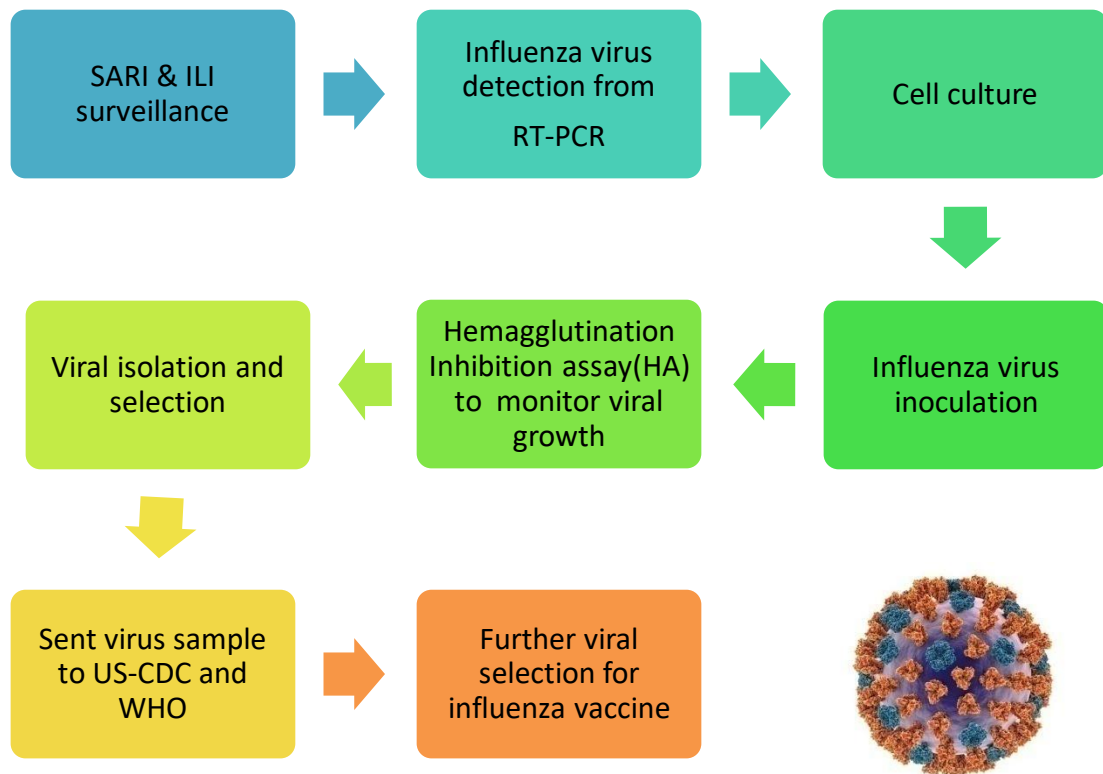 SARI & ILI
surveillance
Influenza virus
detection from
RT-PCR
Cell culture
Influenza virus
inoculation
Hemagglutination
Inhibition assay(HA)
to monitor viral
growth
Viral isolation and
selection
Sent virus sample
to US-CDC and
WHO
Further viral
selection for
influenza vaccine